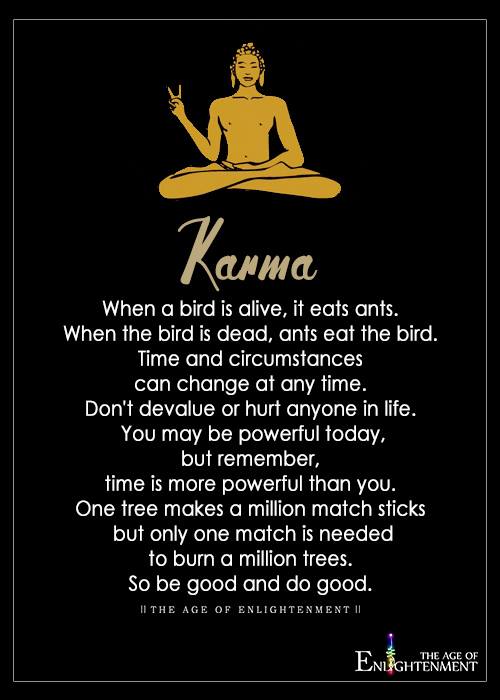 Karma
When a bird is alive, it eats ants.
When the bird is dead, ants eat the bird.
Time and circumstances
can change at any time.
Don't devalue or hurt anyone in life.
You may be powerful today,
but remember,
time is more powerful than you.
One tree makes a million match sticks
but only one match is needed
to burn a million trees.
So be good and do good.
|| THE AGE OF ENLIGHTENMENT ||
THE AGE OF
ENLIGHTENMENT